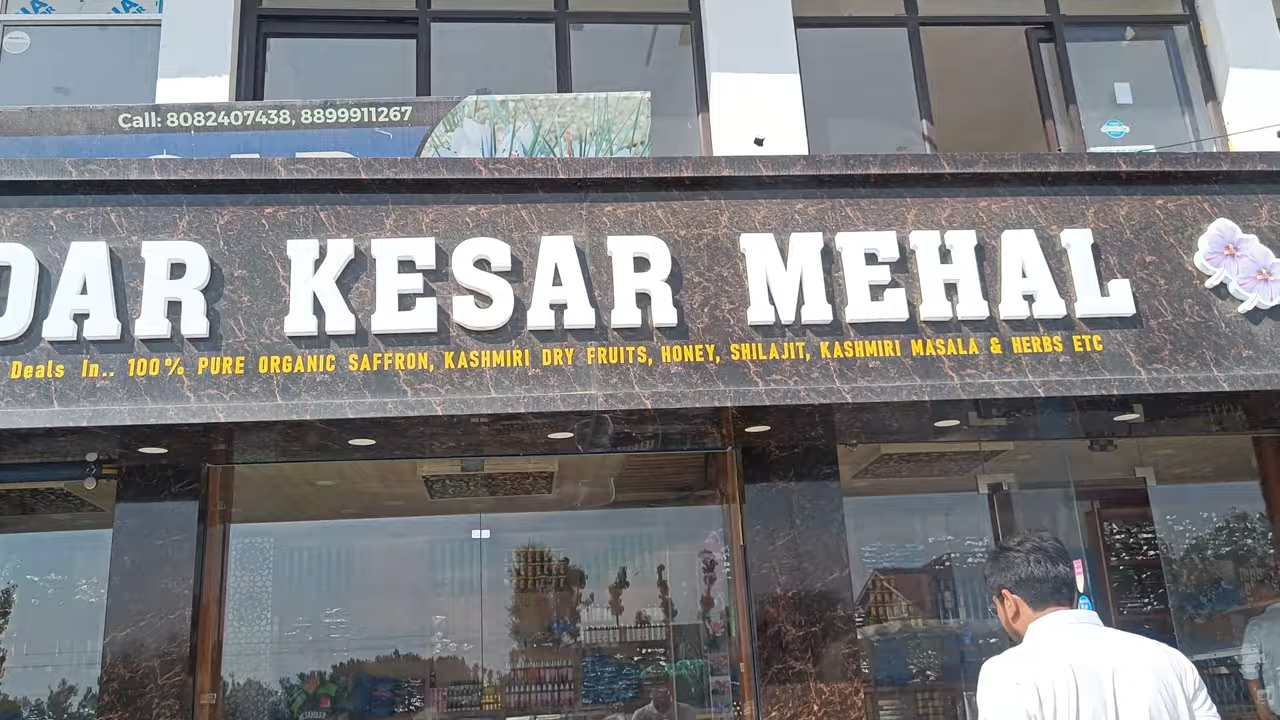 Call: 8082407438, 8899911267
DAR KESAR MEHAL
Deals In.. 100% PURE ORGANIC SAFFRON, KASHMIRI DRY FRUITS, HONEY, SHILAJIT, KASHMIRI MASALA & HERBS ETC